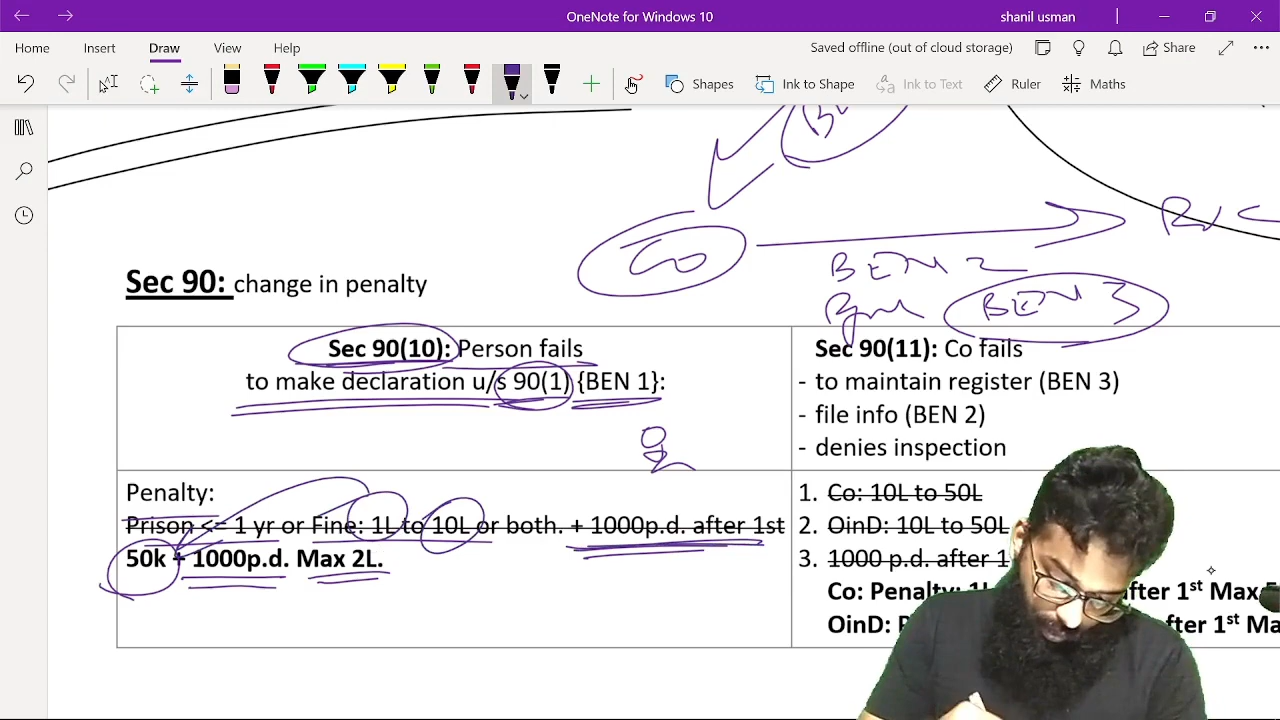 OneNote for Windows 10
shanil usman
Home Insert Draw View Help
Saved offline (out of cloud storage)
Share
Shapes
Ink to Shape
Ink to Text
Ruler
Maths
Co
BEN 2
BEN 3
Sec 90: change in penalty
Sec 90(10): Person fails
to make declaration u/s 90(1) {BEN 1}:
Sec 90(11): Co fails
- to maintain register (BEN 3)
- file info (BEN 2)
- denies inspection
Penalty:
Prison <= 1 yr or Fine: 1L to 10L or both. + 1000p.d. after 1st
50k + 1000p.d. Max 2L.
1. Co: 10L to 50L
2. OinD: 10L to 50L
3. 1000 p.d. after 1
Co: Penalty: after 1st Max
OinD: after 1st